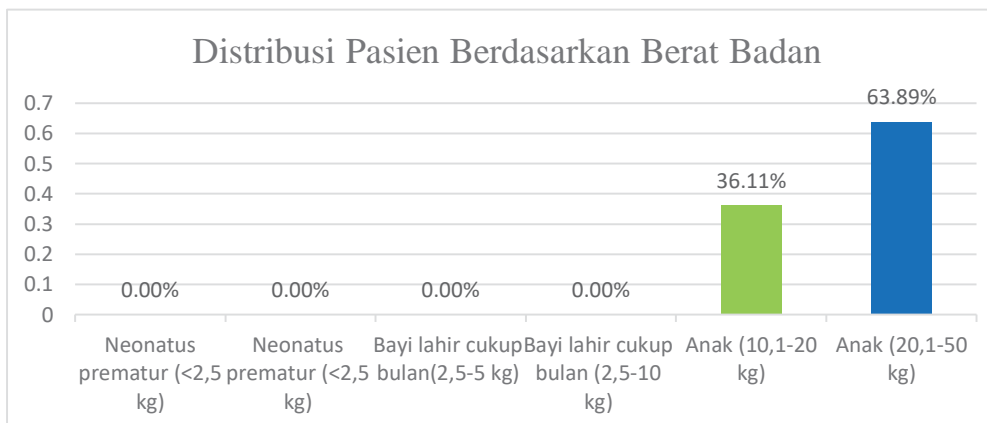 Distribusi Pasien Berdasarkan Berat Badan
63.89%
0.7
0.6
0.5
36.11%
0.4
0.3
0.2
0.1
0.00% 0.00% 0.00% 0.00%
0
Neonatus Neonatus Bayi lahir cukup Bayi lahir cukup Anak (10,1-20 Anak (20,1-50
prematur (<2,5 prematur (<2,5 bulan(2,5-5 kg) bulan (2,5-10 kg) kg)
kg) kg) kg)